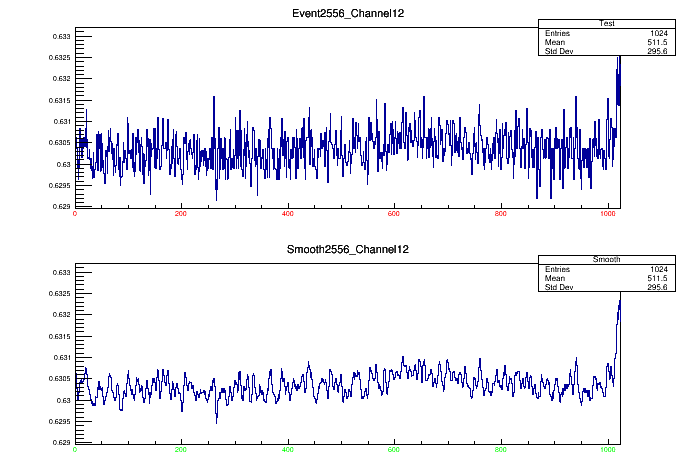 Event2556_Channel12
Test
Entries 1024
Mean 511.5
Std Dev 295.6
0.633
0.6325
0.632
0.6315
0.631
0.6305
0.63
0.6295
0.629
0 200 400 600 800 1000
Smooth2556_Channel12
Smooth
Entries 1024
Mean 511.5
Std Dev 295.6
0.633
0.6325
0.632
0.6315
0.631
0.6305
0.63
0.6295
0.629
0 200 400 600 800 1000